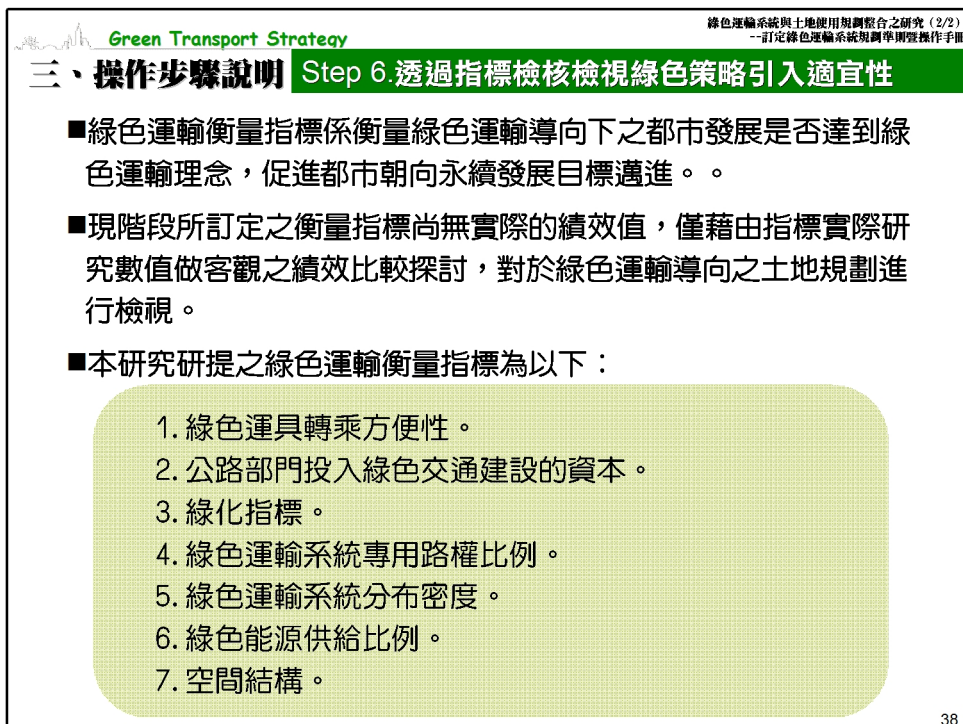 Green Transport Strategy
綠色運輸系統與土地使用規劃整合之研究（2/2）
--訂定綠色運輸系統規劃準則暨操作手冊
三、操作步驟說明 Step 6.透過指標檢核檢視綠色策略引入適宜性
■綠色運輸衡量指標係衡量綠色運輸導向下之都市發展是否達到綠
色運輸理念，促進都市朝向永續發展目標邁進。。
■現階段所訂定之衡量指標尚無實際的績效值，僅藉由指標實際研
究數值做客觀之績效比較探討，對於綠色運輸導向之土地規劃進
行檢視。
■本研究研提之綠色運輸衡量指標為以下：
1. 綠色運具轉乘方便性。
2. 公路部門投入綠色交通建設的資本。
3. 綠化指標。
4. 綠色運輸系統專用路權比例。
5. 綠色運輸系統分布密度。
6. 綠色能源供給比例。
7. 空間結構。
38